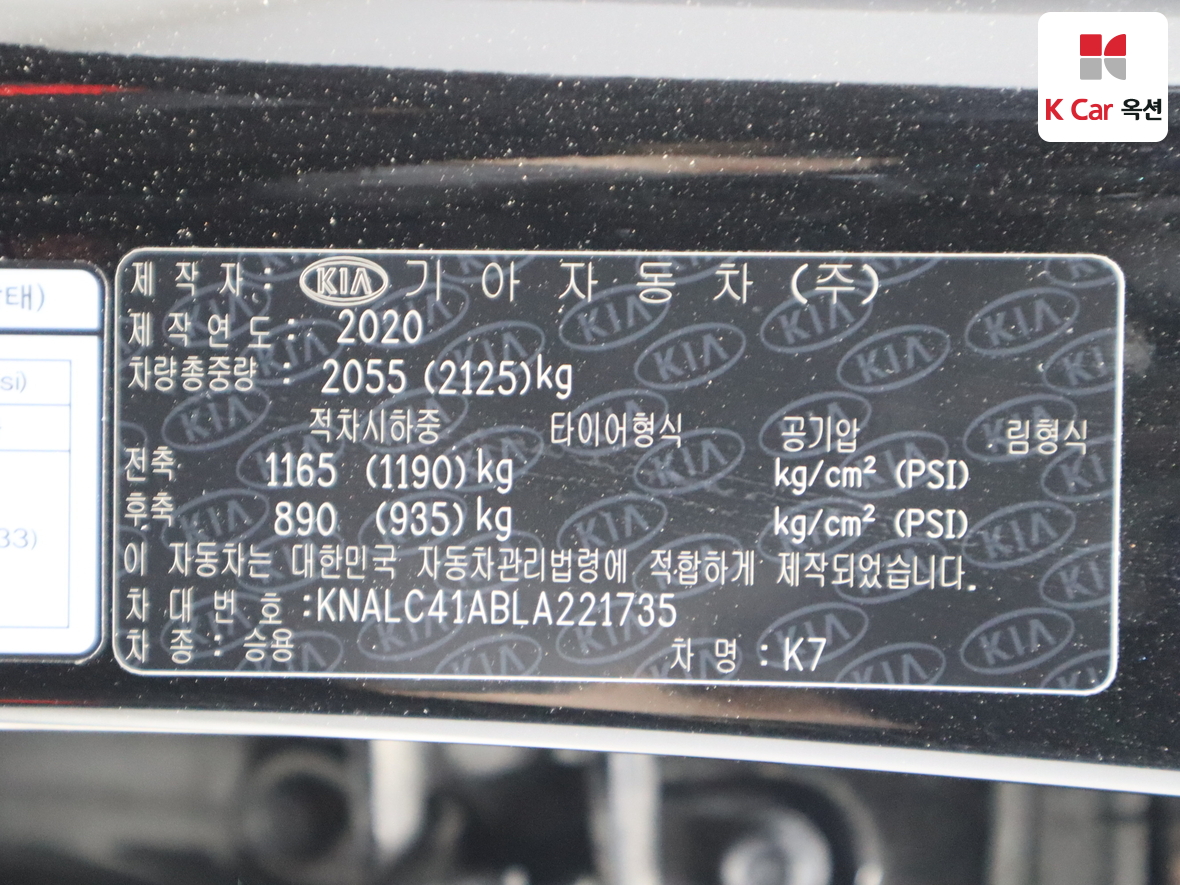 K Car 옥션
제 작 자 : KIA 기 아 자 동 차 (주)
제 작 연 도 : 2020
차량총중량 : 2055 (2125)kg
적차시하중 타이어형식 공기압 림형식
전축 1165 (1190) kg kg/cm² (PSI)
후축 890 (935) kg kg/cm² (PSI)
이 자동차는 대한민국 자동차관리법령에 적합하게 제작되었습니다.
차 대 번 호 :KNALC41ABLA221735
차 종 : 승용 차 명 : K7
태)
si)
33)